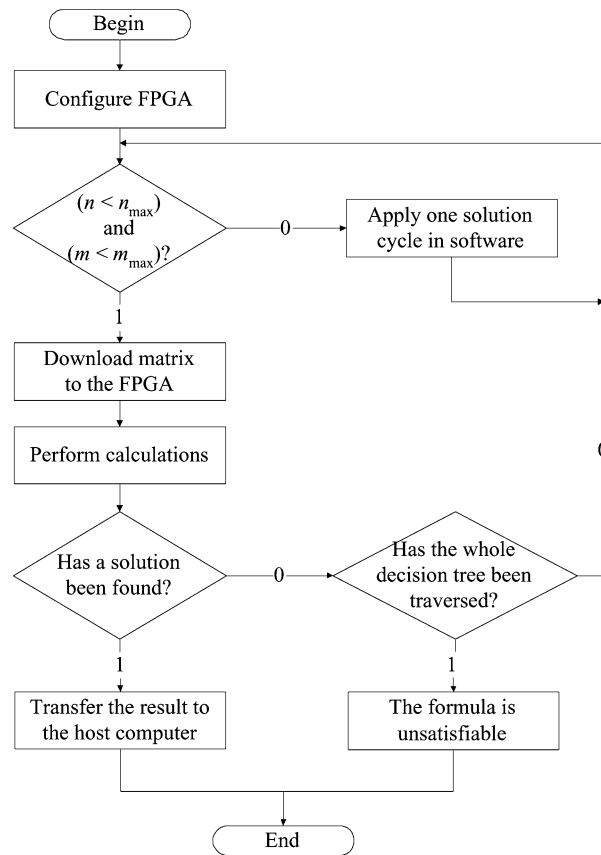 Begin
Configure FPGA
(n < nmax)
and
(m < mmax)?
0
Apply one solution
cycle in software
1
Download matrix
to the FPGA
Perform calculations
Has a solution
been found?
0
Has the whole
decision tree been
traversed?
1
1
Transfer the result to
the host computer
The formula is
unsatisfiable
End